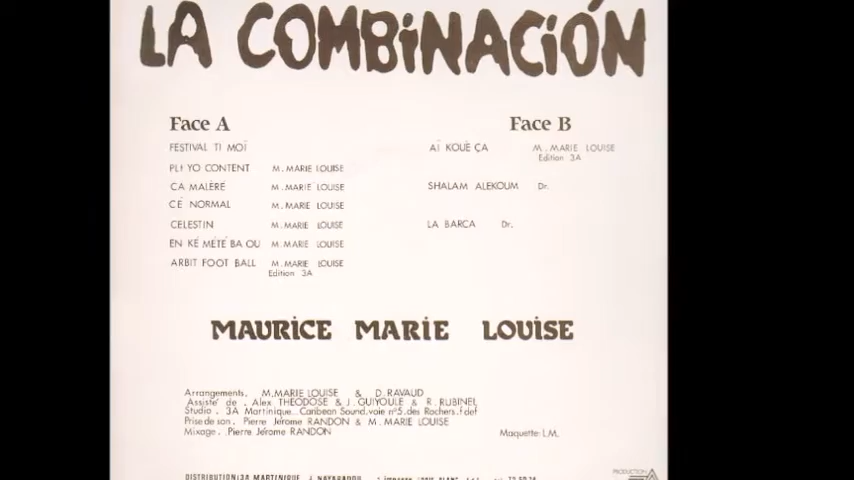 LA COMBINACIÓN
Face A
FESTIVAL TI MOÏ
PLI YO CONTENT M. MARIE LOUISE
CA MALÈRE M. MARIE LOUISE
CÉ NORMAL M. MARIE LOUISE
CELESTIN M. MARIE LOUISE
EN KÉ MÉTÉ BA OU M. MARIE LOUISE
ARBIT FOOT BALL M. MARIE LOUISE
Edition 3A
Face B
AÏ KOUÉ ÇA M. MARIE LOUISE
Edition 3A
SHALAM ALEKOUM Dr.
LA BARCA Dr.
MAURICE MARIE LOUISE
Arrangements. M.MARIE LOUISE & D.RAVAUD
Assisté de . Alex THEODOSE & J. GUIYOULE & R. RUBINEL
Studio . 3A Martinique. Caribean Sound.voie n°5.des Rochers.f.def
Prise de son. Pierre Jérome RANDON & M. MARIE LOUISE
Mixage. Pierre Jérome RANDON
Maquette:L.M.
DISTRIBUTION:3A MARTINIQUE
PRODUCTION